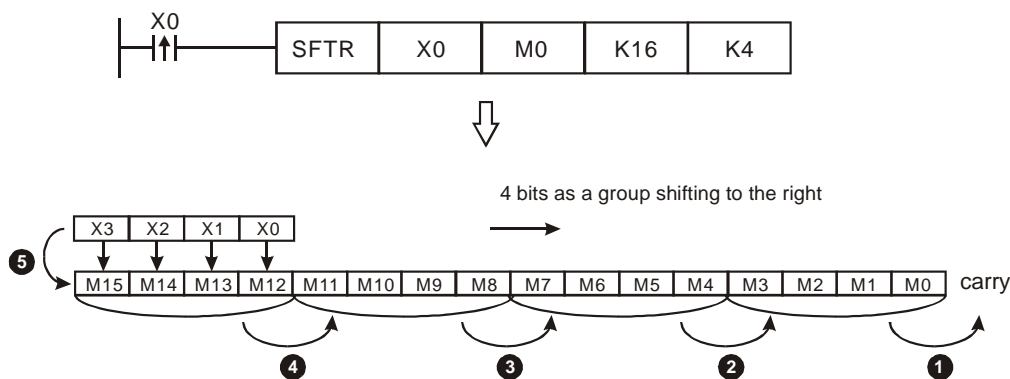 X0
SFTR X0 M0 K16 K4
4 bits as a group shifting to the right
X3 X2 X1 X0
5
M15 M14 M13 M12 M11 M10 M9 M8 M7 M6 M5 M4 M3 M2 M1 M0 carry
4 3 2 1